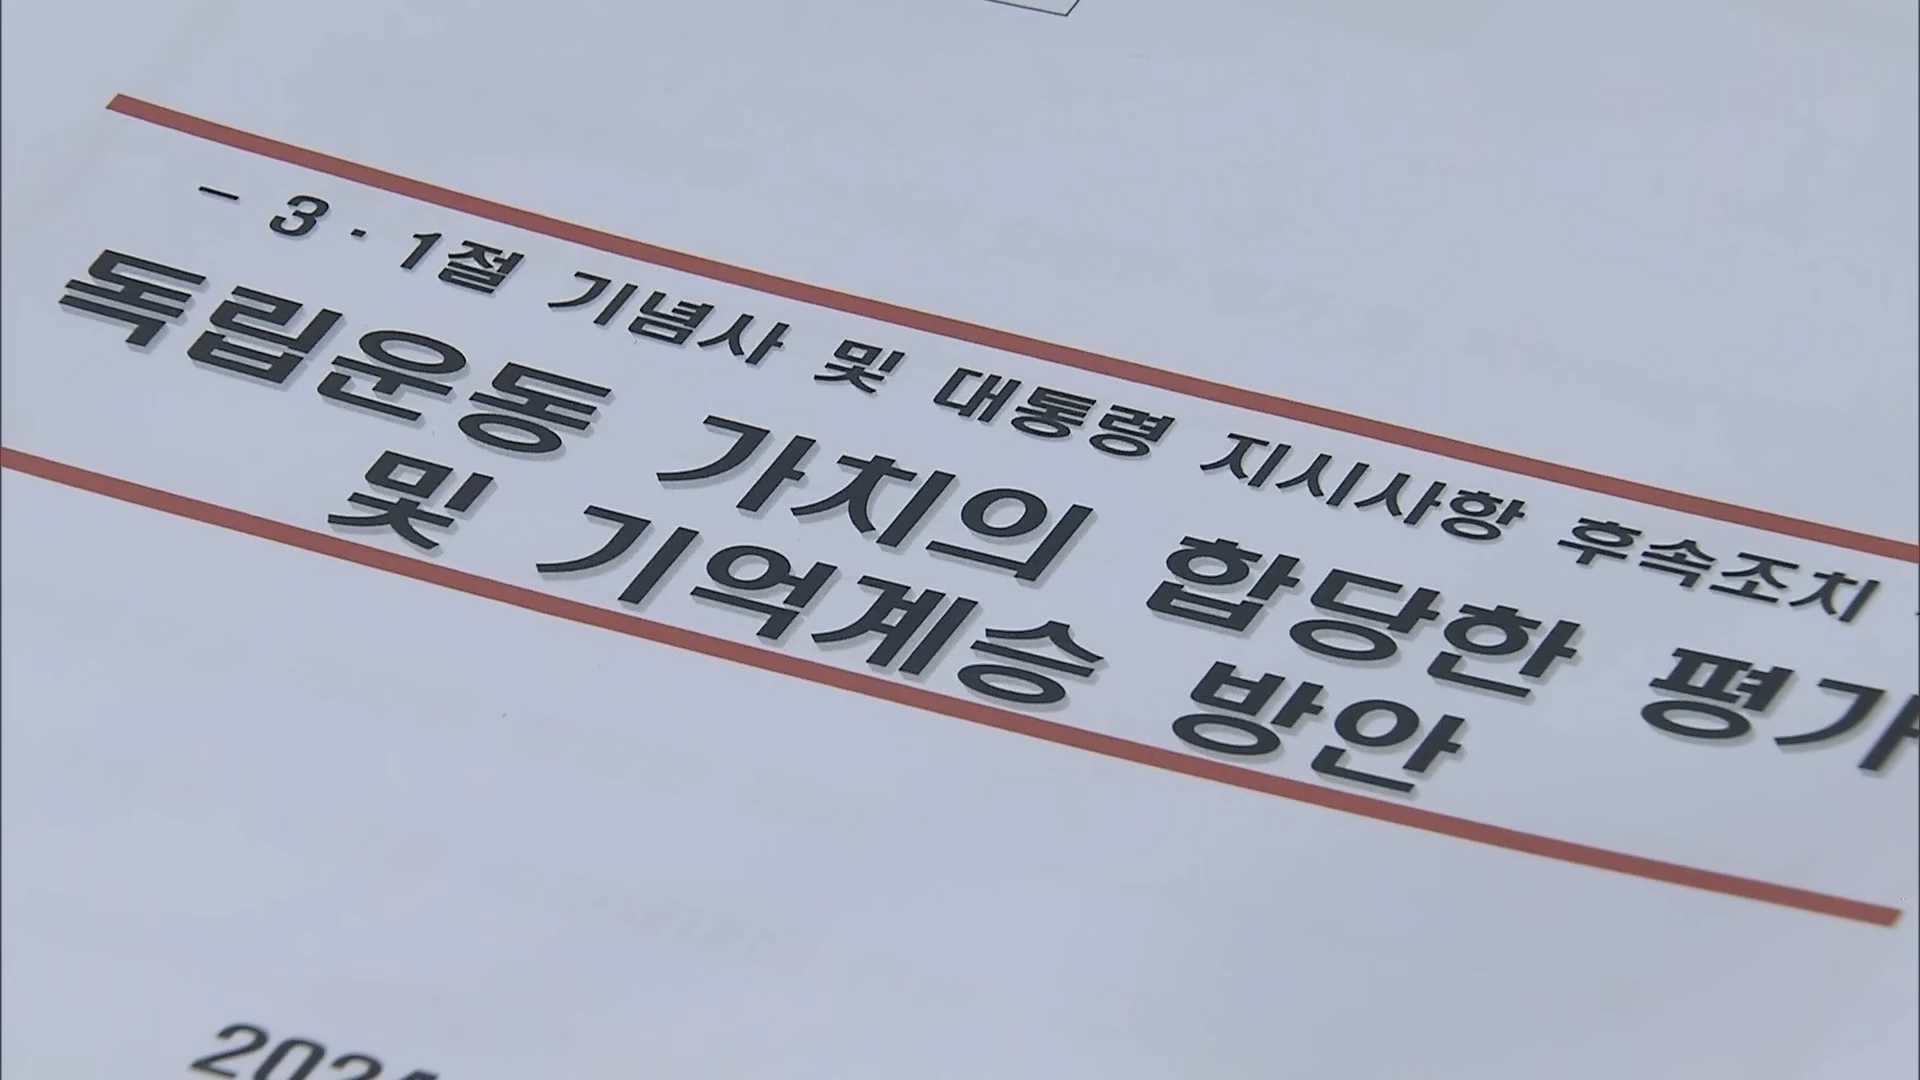 - 3·1절 기념사 및 대통령 지시사항 후속조치
독립운동 가치의 합당한 평가
및 기억계승 방안